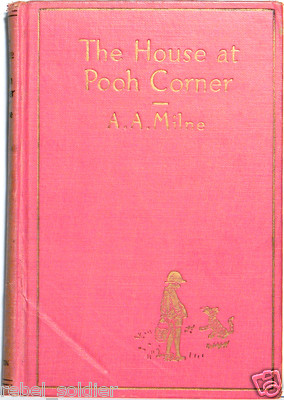 The House at
Pooh Corner
A.A.Milne
rebel_soldier